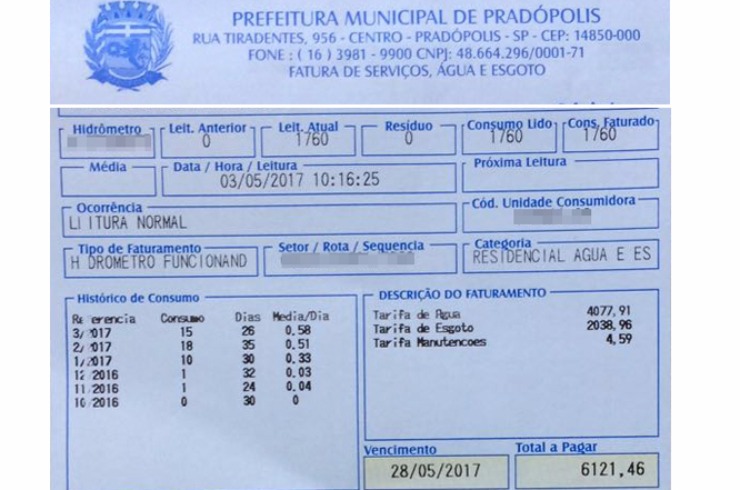 PREFEITURA MUNICIPAL DE PRADÓPOLIS
RUA TIRADENTES, 956 - CENTRO - PRADÓPOLIS - SP - CEP: 14850-000
FONE : ( 16 ) 3981 - 9900 CNPJ: 48.664.296/0001-71
FATURA DE SERVIÇOS, ÁGUA E ESGOTO
Hidrômetro Leit. Anterior Leit. Atual Resíduo Consumo Lido Cons. Faturado
0 1760 0 1760 1760
Média Data / Hora / Leitura Próxima Leitura
03/05/2017 10:16:25
Ocorrência Cód. Unidade Consumidora
LEITURA NORMAL
Tipo de Faturamento Setor / Rota / Sequencia Categoria
H DROMETRO FUNCIONAND RESIDENCIAL AGUA E ES
Histórico de Consumo DESCRIÇÃO DO FATURAMENTO
Referencia Consumo Dias Media/Dia
3/2017 15 26 0.58
2/2017 18 35 0.51
1/2017 10 30 0.33
12/2016 1 32 0.03
11/2016 1 24 0.04
10/2016 0 30 0
Tarifa de Agua 4077,91
Tarifa de Esgoto 2038,96
Tarifa Manutencoes 4,59
Vencimento Total a Pagar
28/05/2017 6121,46